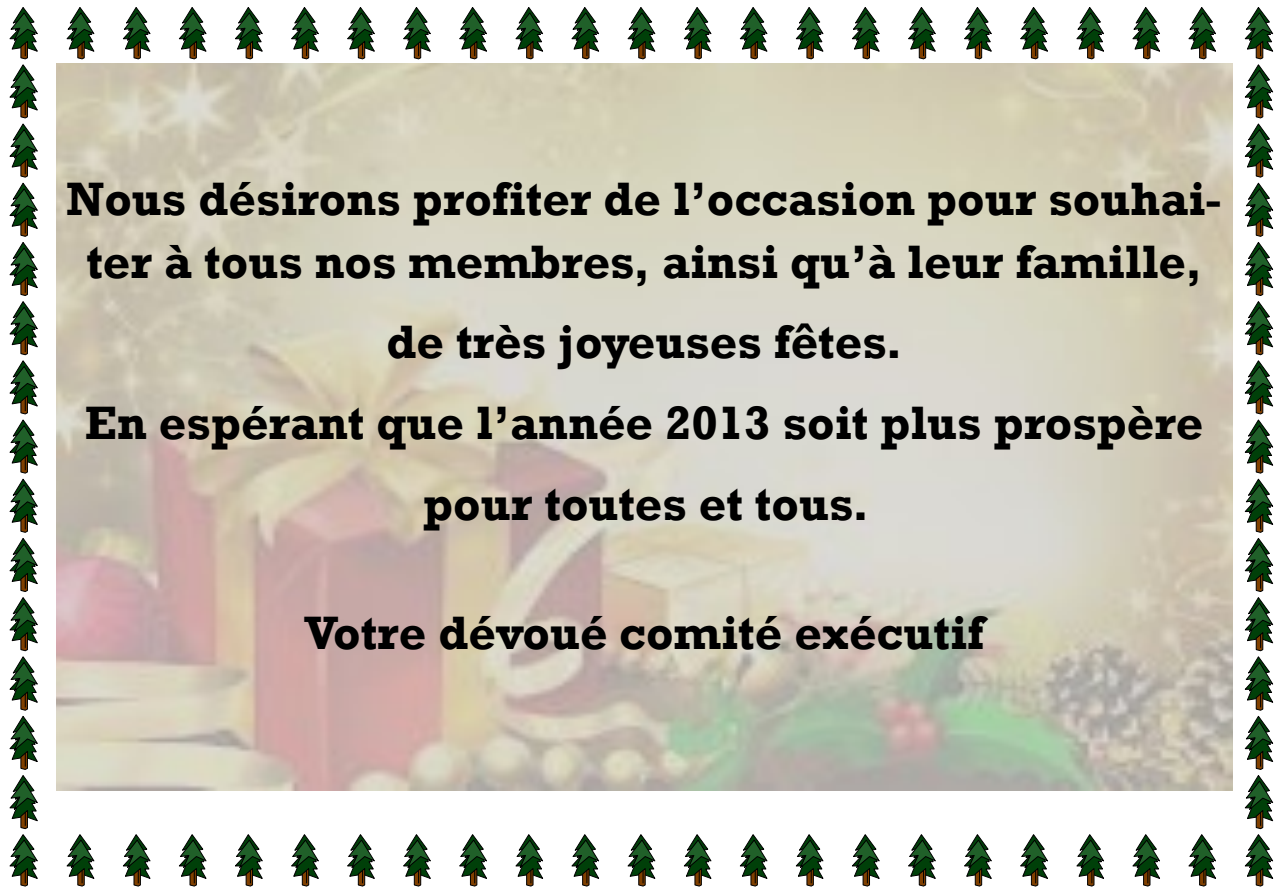 Nous désirons profiter de l’occasion pour souhai-
ter à tous nos membres, ainsi qu’à leur famille,
de très joyeuses fêtes.
En espérant que l’année 2013 soit plus prospère
pour toutes et tous.
Votre dévoué comité exécutif